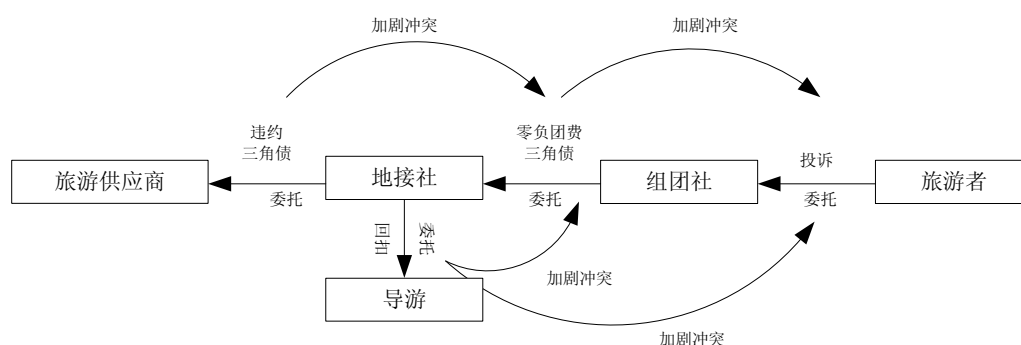 加剧冲突
加剧冲突
违约
三角债
零负团费
三角债
投诉
旅游供应商
地接社
组团社
旅游者
委托
委托
委托
委托
回扣
加剧冲突
导游
加剧冲突